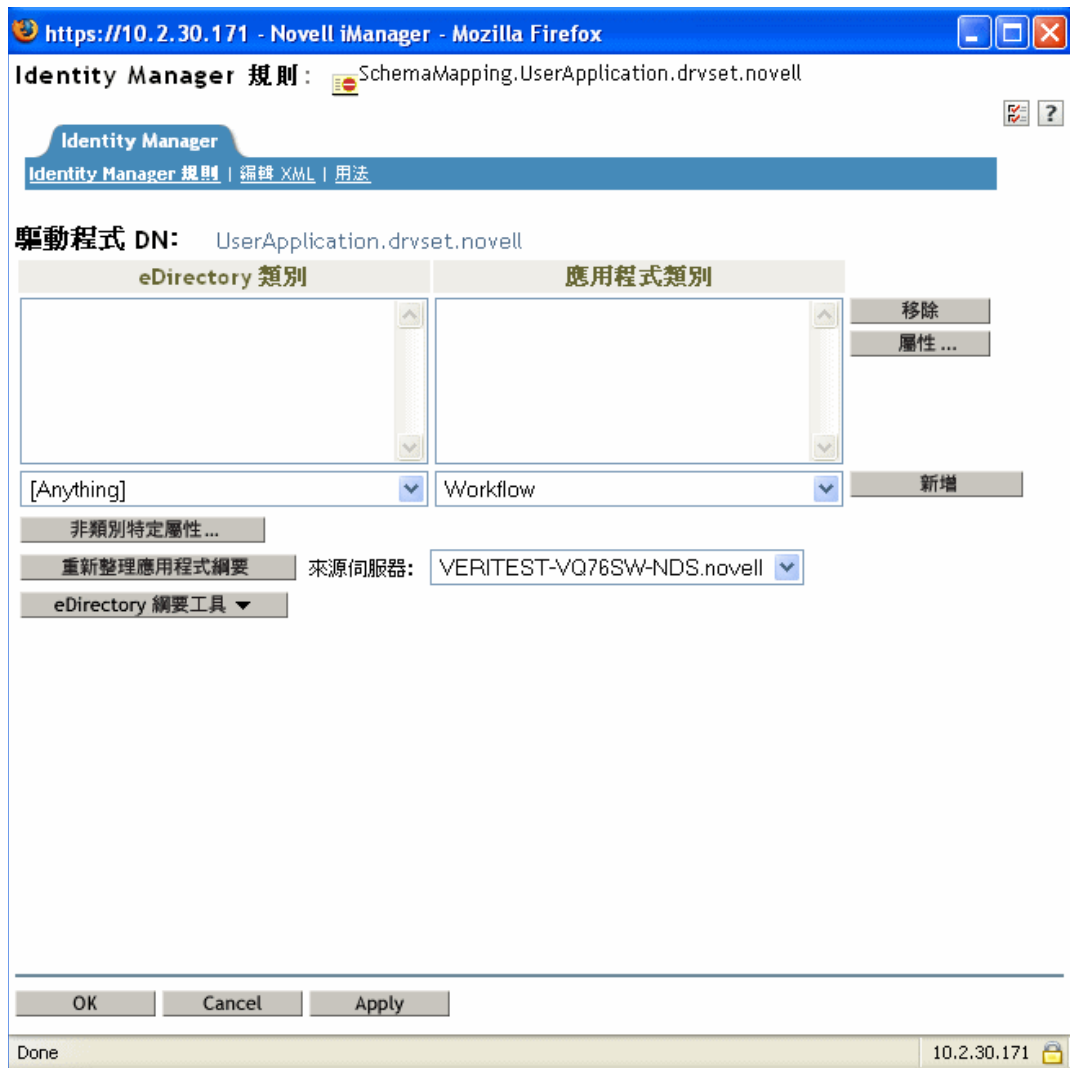 https://10.2.30.171 - Novell iManager - Mozilla Firefox
Identity Manager 規則: SchemaMapping.UserApplication.drvset.novell
?
Identity Manager
Identity Manager 規則 | 編輯 XML | 用法
驅動程式 DN: UserApplication.drvset.novell
eDirectory 類別 應用程式類別
移除
屬性 ...
[Anything] Workflow 新增
非類別特定屬性...
重新整理應用程式綱要 來源伺服器: VERITEST-VQ76SW-NDS.novell
eDirectory 綱要工具
OK Cancel Apply
Done 10.2.30.171